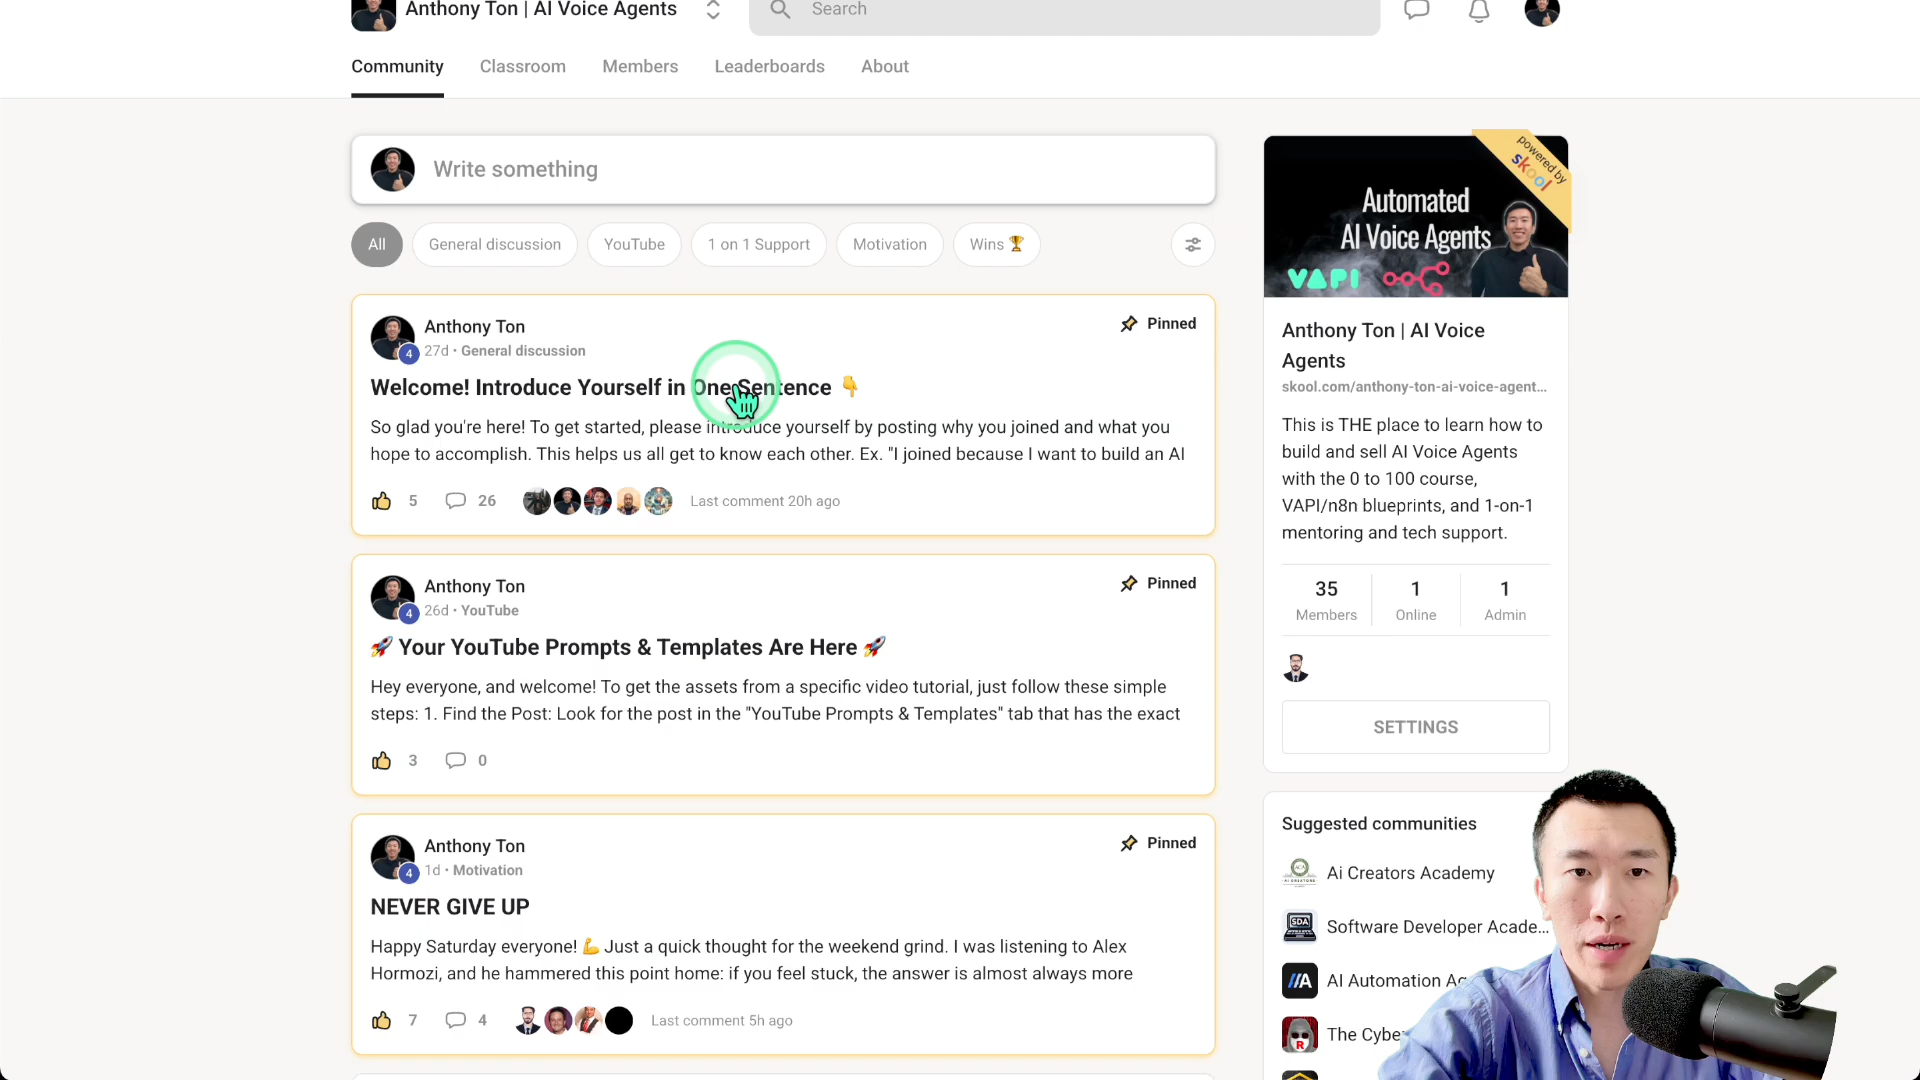 Anthony Ton | AI Voice Agents
Search
Community
Classroom
Members
Leaderboards
About
Write something
All
General discussion
YouTube
1 on 1 Support
Motivation
Wins 🏆
Anthony Ton
4
27d • General discussion
Pinned
Welcome! Introduce Yourself in One Sentence 👇
So glad you're here! To get started, please introduce yourself by posting why you joined and what you
hope to accomplish. This helps us all get to know each other. Ex. "I joined because I want to build an AI
5
26
Last comment 20h ago
Anthony Ton
4
26d • YouTube
Pinned
🚀 Your YouTube Prompts & Templates Are Here 🚀
Hey everyone, and welcome! To get the assets from a specific video tutorial, just follow these simple
steps: 1. Find the Post: Look for the post in the "YouTube Prompts & Templates" tab that has the exact
3
0
Anthony Ton
4
1d • Motivation
Pinned
NEVER GIVE UP
Happy Saturday everyone! 💪 Just a quick thought for the weekend grind. I was listening to Alex
Hormozi, and he hammered this point home: if you feel stuck, the answer is almost always more
7
4
Last comment 5h ago
powered by
skool
Automated
AI Voice Agents
VAPI
Anthony Ton | AI Voice
Agents
skool.com/anthony-ton-ai-voice-agent...
This is THE place to learn how to
build and sell AI Voice Agents
with the 0 to 100 course,
VAPI/n8n blueprints, and 1-on-1
mentoring and tech support.
35
Members
1
Online
1
Admin
SETTINGS
Suggested communities
Ai Creators Academy
SDA
Software Developer Acade...
AI Automation Ag
R
The Cybe